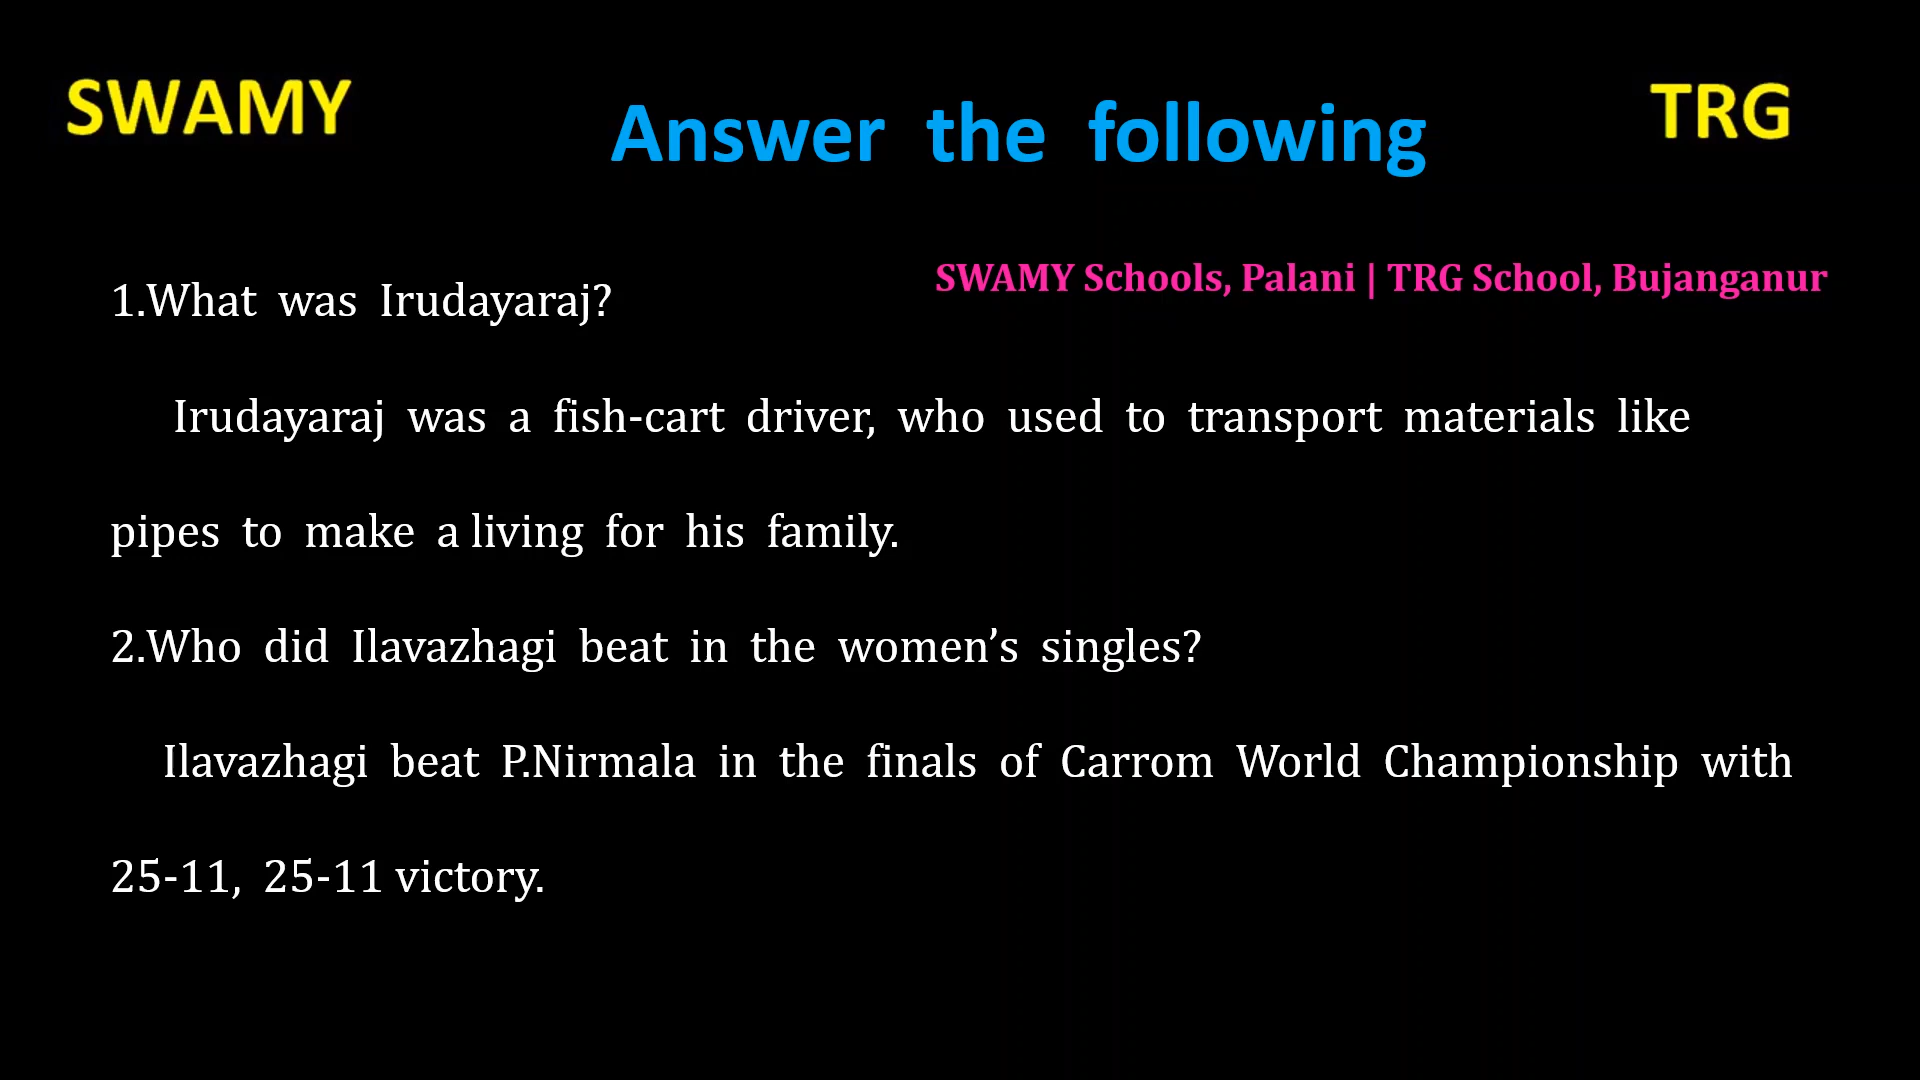 SWAMY
Answer the following
TRG
SWAMY Schools, Palani | TRG School, Bujanganur
1.What was Irudayaraj?
Irudayaraj was a fish-cart driver, who used to transport materials like
pipes to make a living for his family.
2.Who did Ilavazhagi beat in the women’s singles?
Ilavazhagi beat P.Nirmala in the finals of Carrom World Championship with
25-11, 25-11 victory.